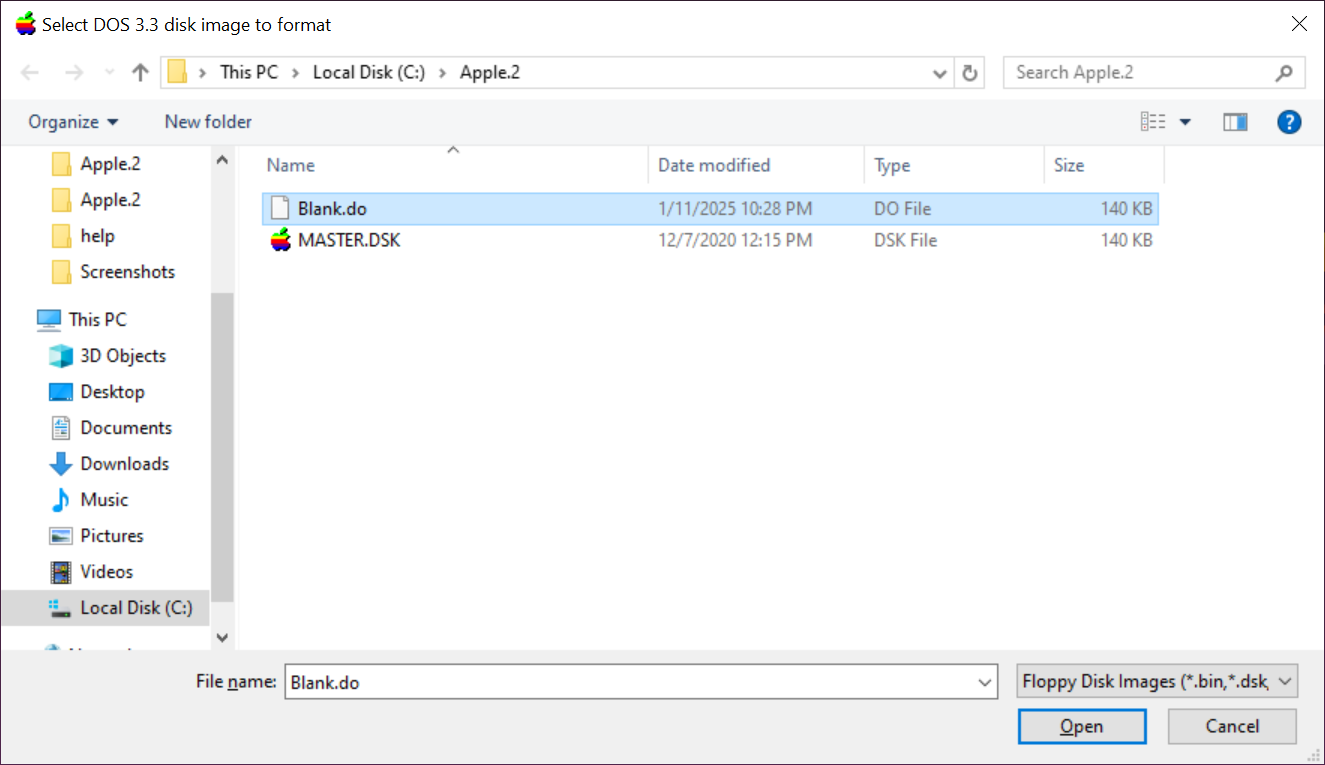 Select DOS 3.3 disk image to format
This PC > Local Disk (C:) > Apple.2
Search Apple.2
Organize
New folder
Name Date modified Type Size
Blank.do 1/11/2025 10:28 PM DO File 140 KB
MASTER.DSK 12/7/2020 12:15 PM DSK File 140 KB
Apple.2
Apple.2
help
Screenshots
This PC
3D Objects
Desktop
Documents
Downloads
Music
Pictures
Videos
Local Disk (C:)
File name: Blank.do
Floppy Disk Images (*.bin,*.dsk,
Open
Cancel